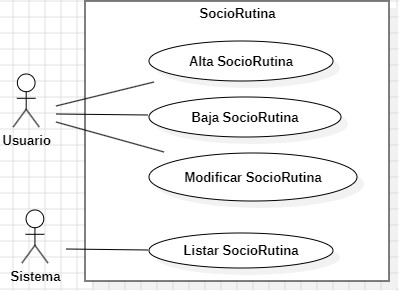 SocioRutina
Alta SocioRutina
Baja SocioRutina
Usuario
Modificar SocioRutina
Listar SocioRutina
Sistema